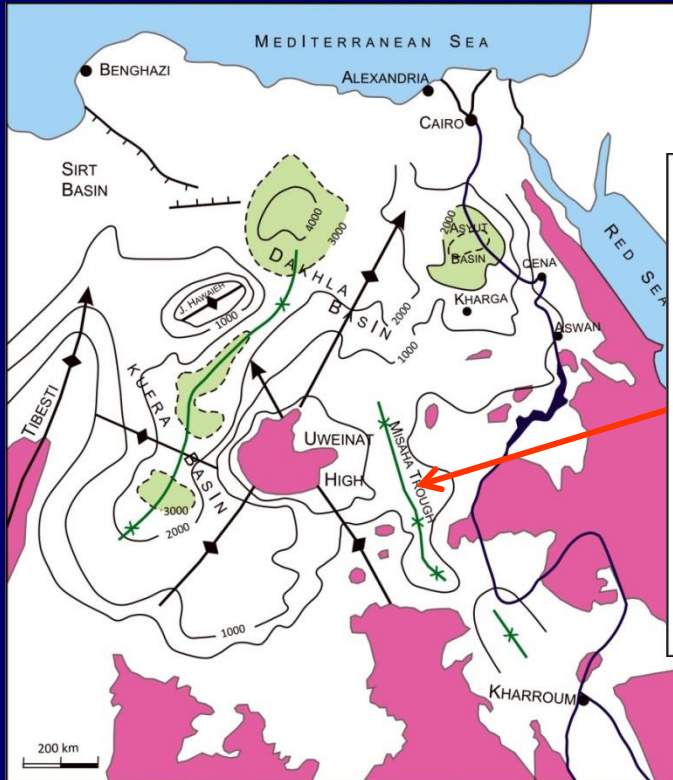 MEDITERRANEAN SEA
BENGHAZI
ALEXANDRIA
CAIRO
SIRT
BASIN
RED SEA
4000
3000
2000
ASYUT
BASIN
QENA
DAKHLA
BASIN
J. HAWAIEH
1000
KHARGA
2000
1000
ASWAN
TIBESTI
KUFRA
BASIN
UWEINAT
HIGH
MISAHA TROUGH
3000
2000
1000
KHARROUM
200 km